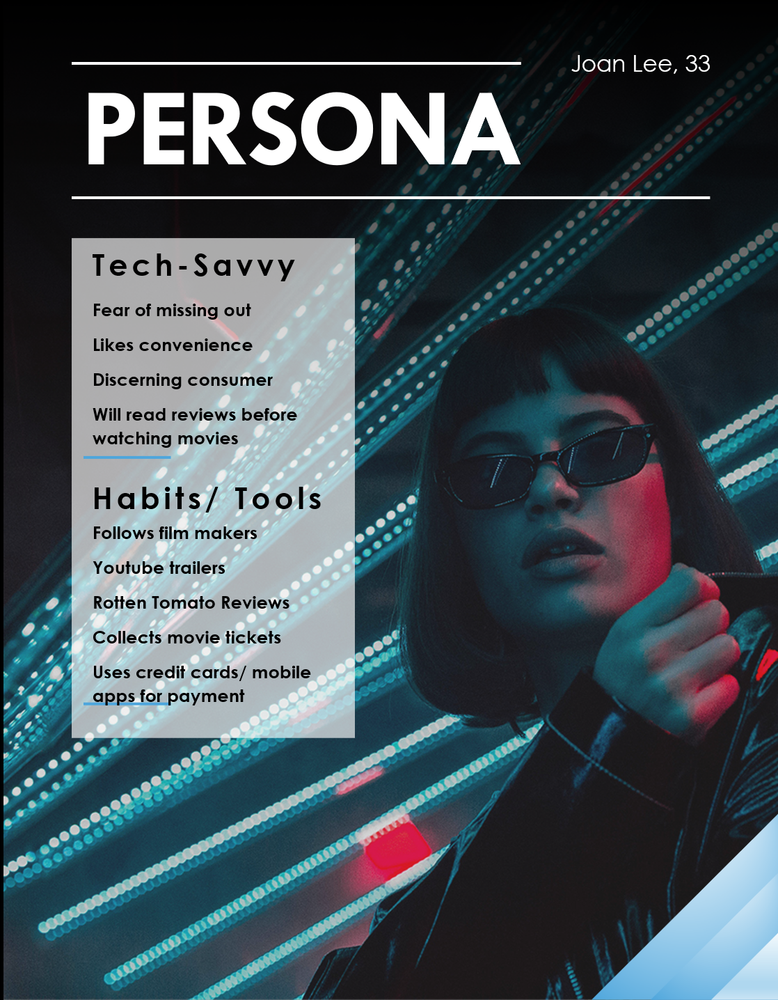 Joan Lee, 33
PERSONA
Tech-Savvy
Fear of missing out
Likes convenience
Discerning consumer
Will read reviews before
watching movies
Habits/ Tools
Follows film makers
Youtube trailers
Rotten Tomato Reviews
Collects movie tickets
Uses credit cards/ mobile
apps for payment